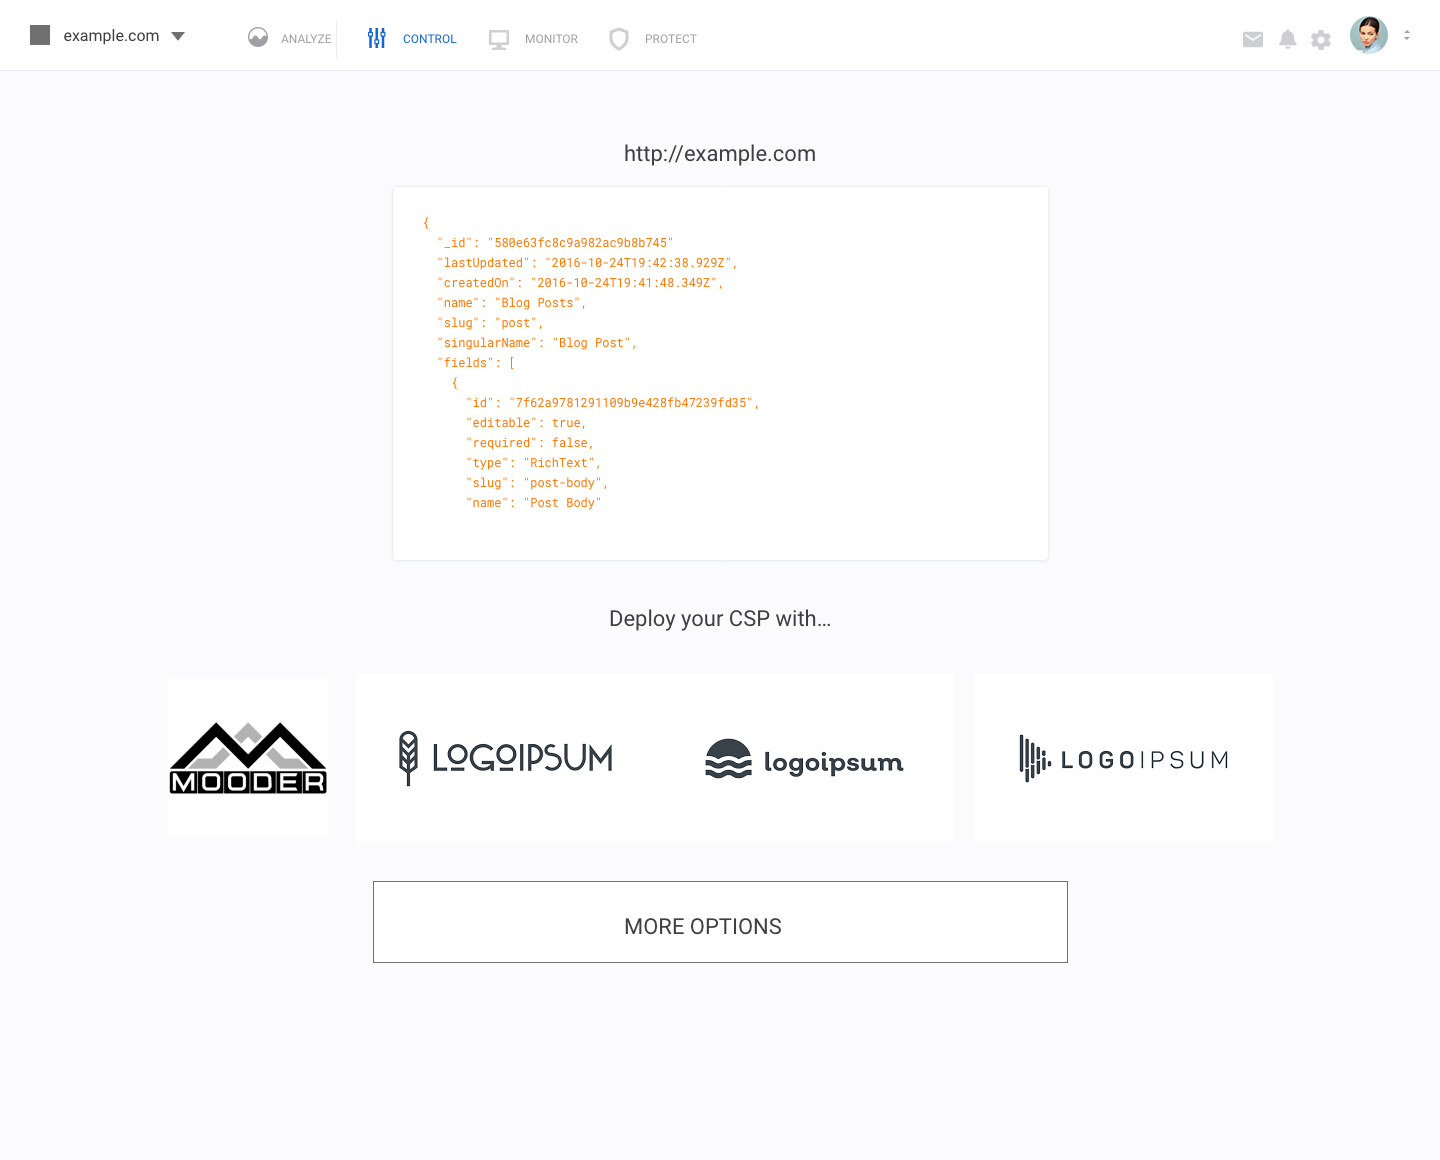 example.com
ANALYZE
CONTROL
MONITOR
PROTECT
http://example.com
{
"_id": "580e63fc8c9a982ac9b8b745"
"lastUpdated": "2016-10-24T19:42:38.929Z",
"createdOn": "2016-10-24T19:41:48.349Z",
"name": "Blog Posts",
"slug": "post",
"singularName": "Blog Post",
"fields": [
{
"id": "7f62a9781291109b9e428fb47239fd35",
"editable": true,
"required": false,
"type": "RichText",
"slug": "post-body",
"name": "Post Body"
Deploy your CSP with...
MOODER
LOGOIPSUM
logoipsum
LOGOIPSUM
MORE OPTIONS